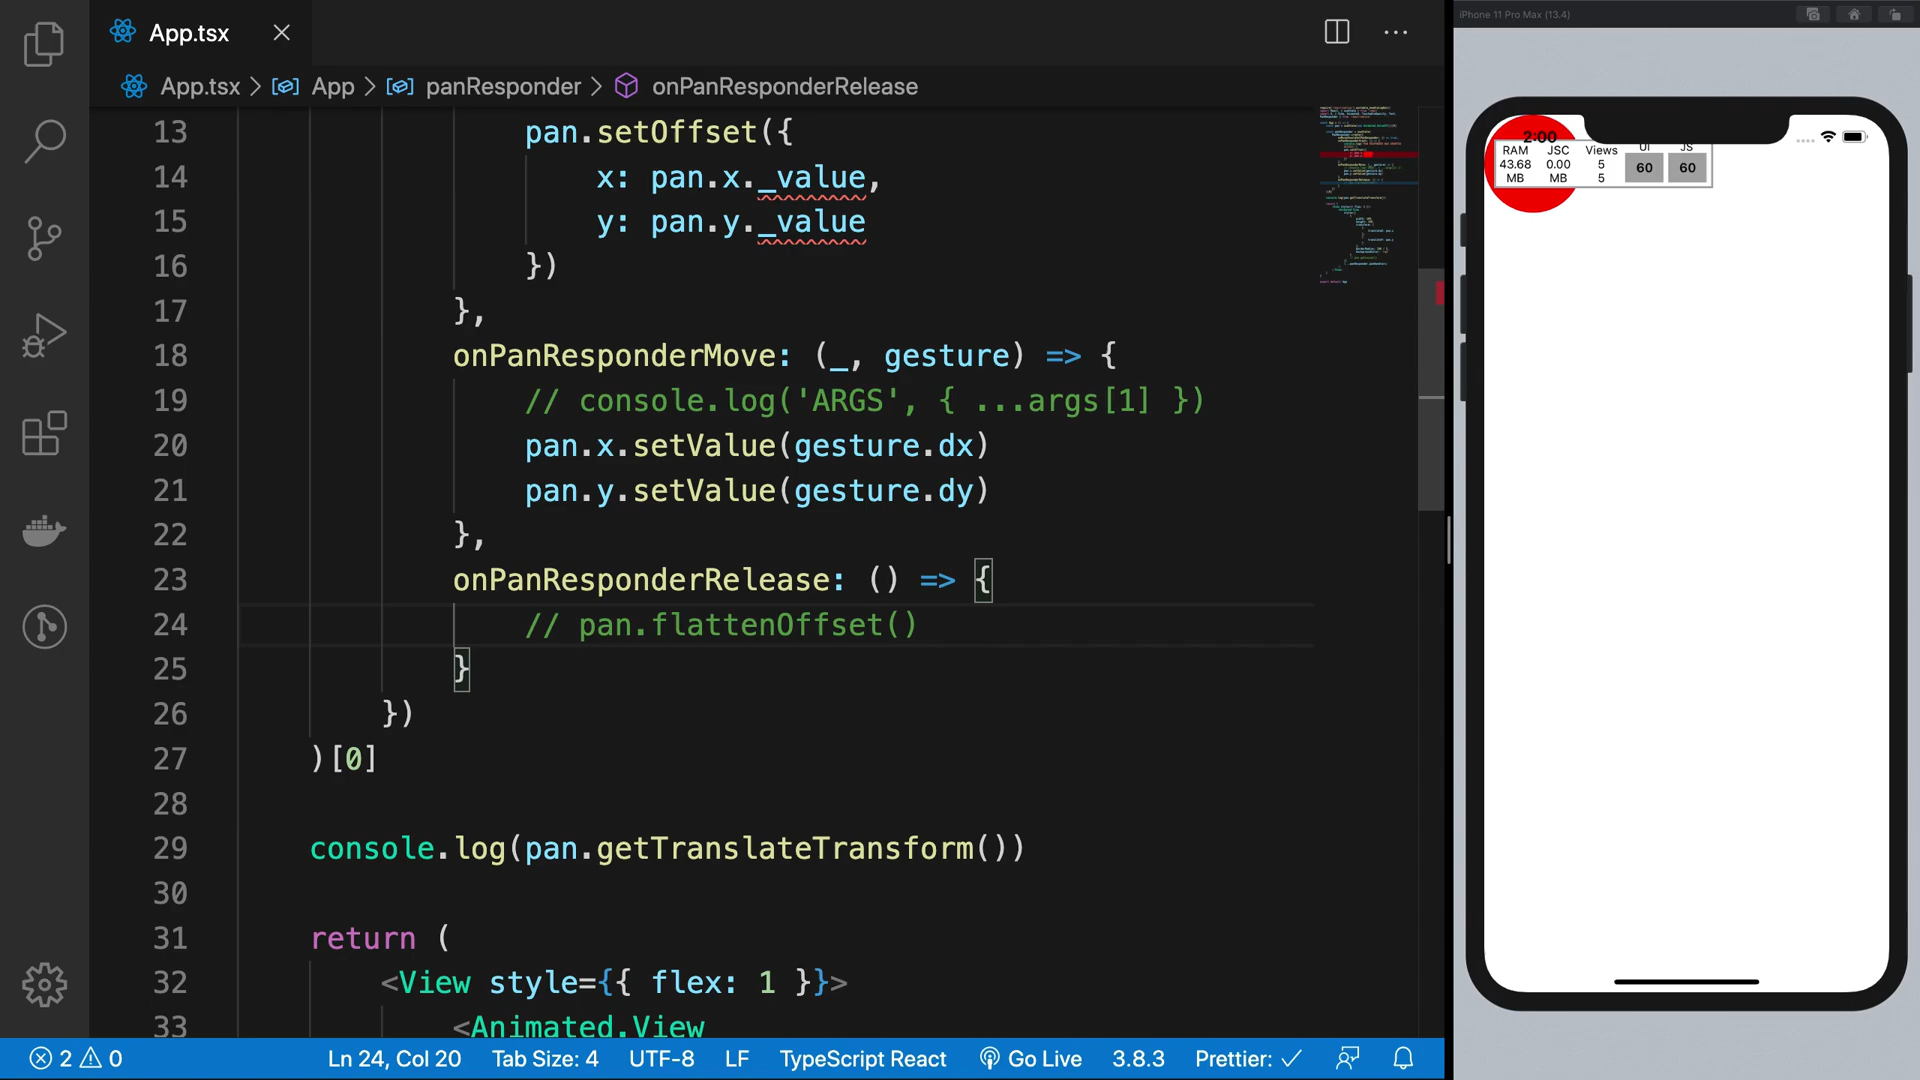 App.tsx
App.tsx > App > panResponder > onPanResponderRelease
13 pan.setOffset({
14 x: pan.x._value,
15 y: pan.y._value
16 })
17 },
18 onPanResponderMove: (_, gesture) => {
19 // console.log('ARGS', { ...args[1] })
20 pan.x.setValue(gesture.dx)
21 pan.y.setValue(gesture.dy)
22 },
23 onPanResponderRelease: () => {
24 // pan.flattenOffset()
25 }
26 })
27 )[0]
28
29 console.log(pan.getTranslateTransform())
30
31 return (
32 <View style={{ flex: 1 }}>
33 <Animated.View
2 0 Ln 24, Col 20 Tab Size: 4 UTF-8 LF TypeScript React Go Live 3.8.3 Prettier: ✓
iPhone 11 Pro Max (13.4)
2:00
RAM JSC Views UI JS
43.68 0.00 5 60 60
MB MB 5